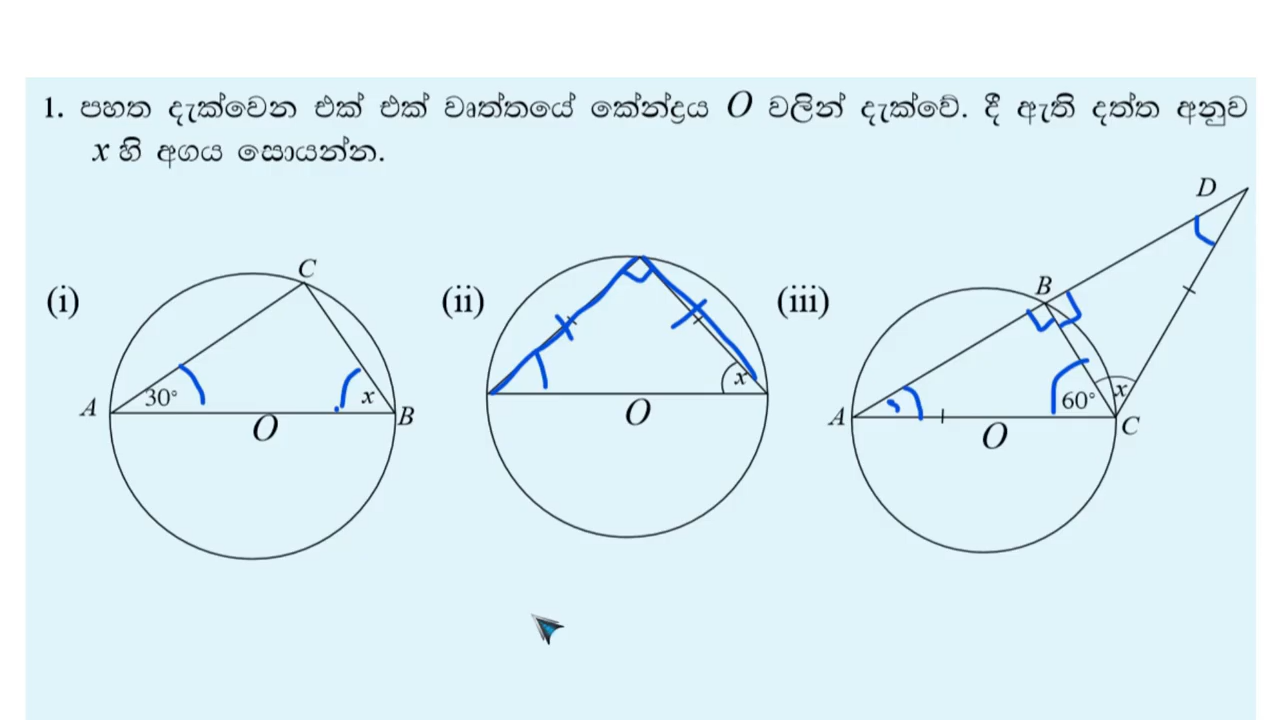 1. පහත දැක්වෙන එක් එක් වෘත්තයේ කේන්ද්‍රය O වලින් දැක්වේ. දී ඇති දත්ත අනුව
x හි අගය සොයන්න.
(i) A B C O 30° x
(ii) O x
(iii) A B C D O 60° x